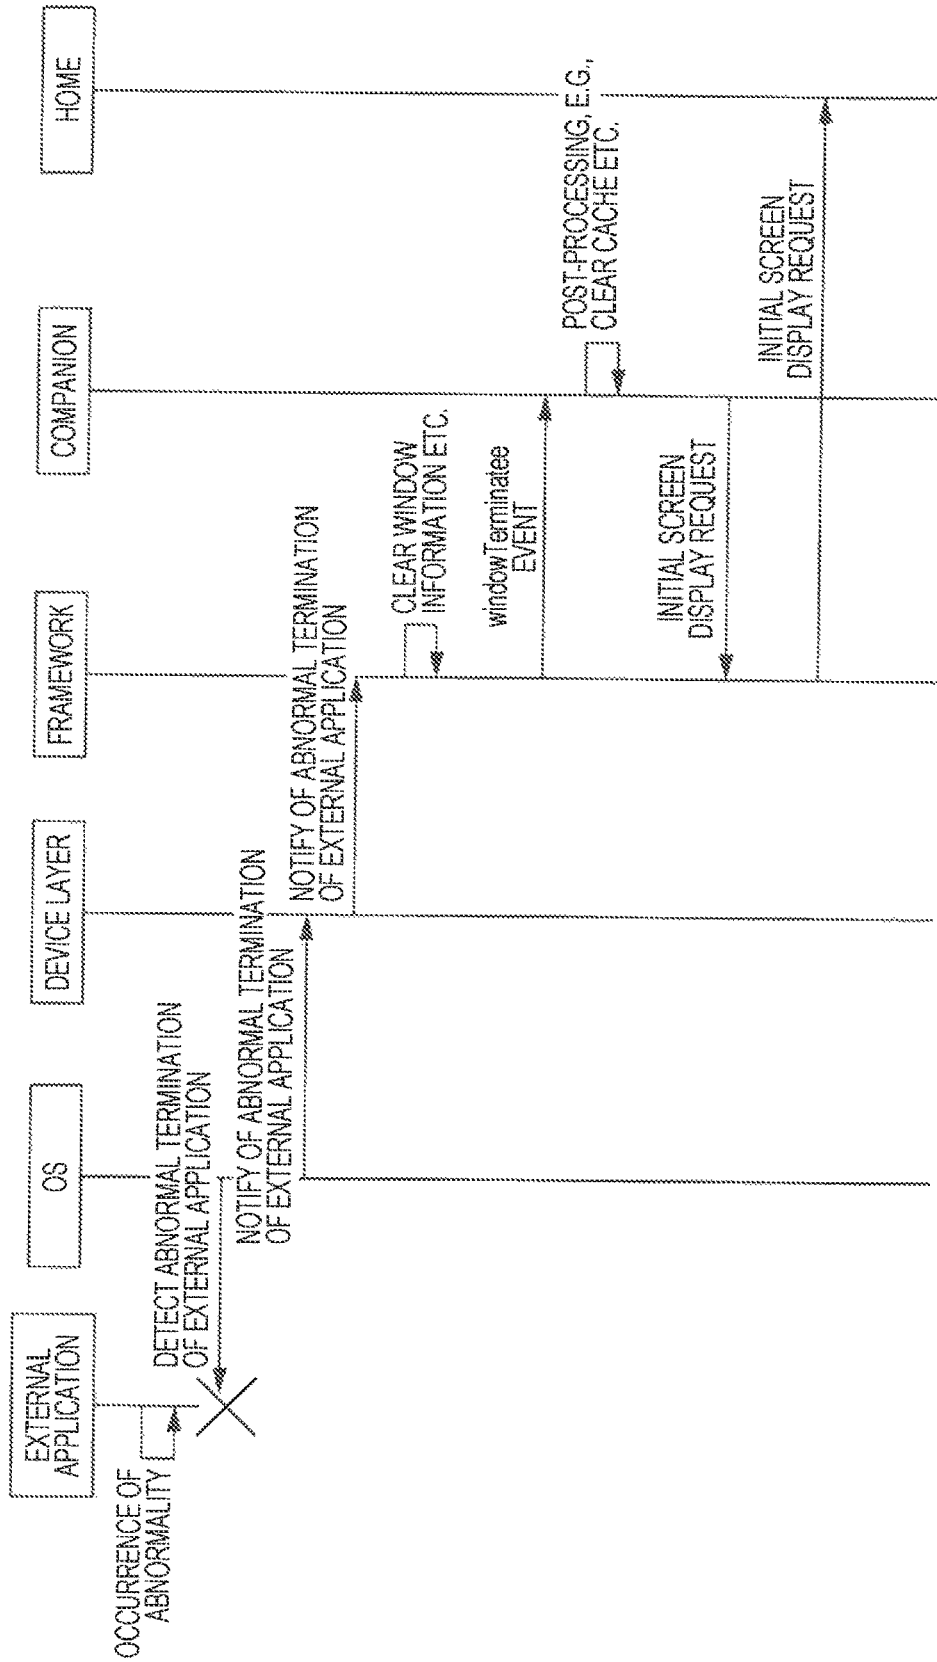 EXTERNAL
APPLICATION
OS
DEVICE LAYER
FRAMEWORK
COMPANION
HOME
OCCURRENCE OF
ABNORMALITY
DETECT ABNORMAL TERMINATION
OF EXTERNAL APPLICATION
NOTIFY OF ABNORMAL TERMINATION
OF EXTERNAL APPLICATION
NOTIFY OF ABNORMAL TERMINATION
OF EXTERNAL APPLICATION
CLEAR WINDOW
INFORMATION ETC.
windowTerminatee
EVENT
POST-PROCESSING, E.G.,
CLEAR CACHE ETC.
INITIAL SCREEN
DISPLAY REQUEST
INITIAL SCREEN
DISPLAY REQUEST